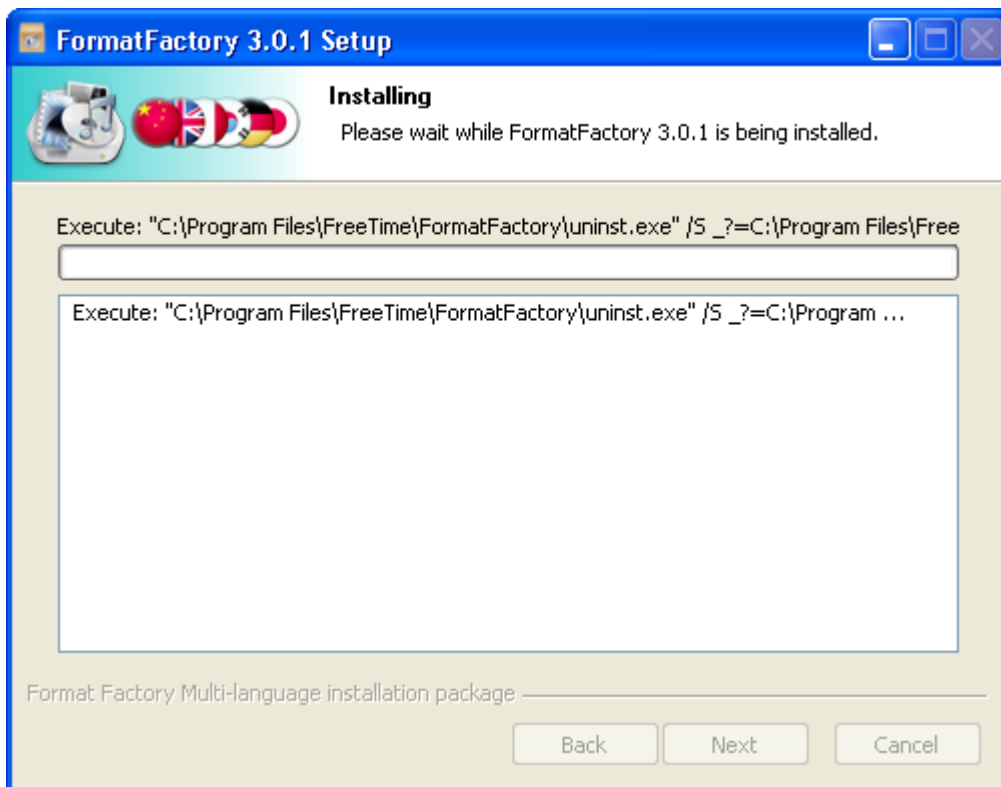 FormatFactory 3.0.1 Setup
Installing
Please wait while FormatFactory 3.0.1 is being installed.
Execute: "C:\Program Files\FreeTime\FormatFactory\uninst.exe" /S _?=C:\Program Files\Free
Execute: "C:\Program Files\FreeTime\FormatFactory\uninst.exe" /S _?=C:\Program ...
Format Factory Multi-language installation package
Back
Next
Cancel